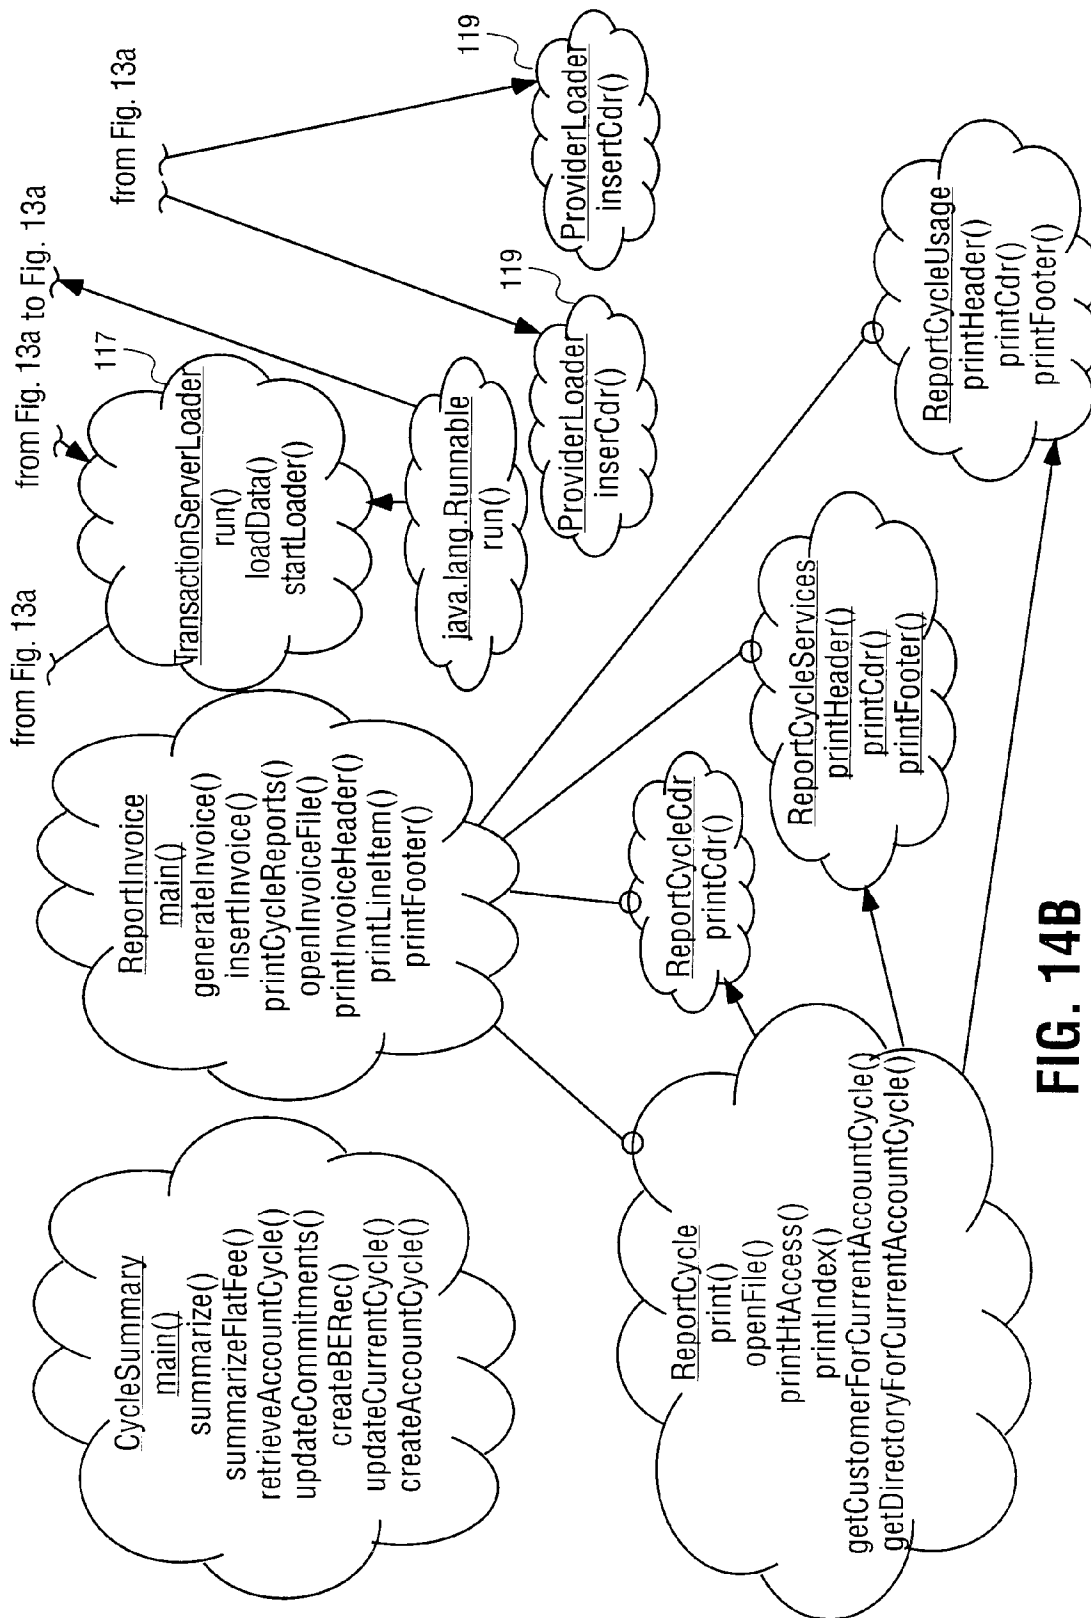 from Fig. 13a
from Fig. 13a to Fig. 13a
from Fig. 13a
CycleSummary
main()
summarize()
summarizeFlatFee()
retrieveAccountCycle()
updateCommitments()
createBERec()
updateCurrentCycle()
createAccountCycle()
ReportInvoice
main()
generateInvoice()
insertInvoice()
printCycleReports()
openInvoiceFile()
printInvoiceHeader()
printLineItem()
printFooter()
117
TransactionServerLoader
run()
loadData()
startLoader()
java.lang.Runnable
run()
119
ProviderLoader
inserCdr()
119
ProviderLoader
insertCdr()
ReportCycle
print()
openFile()
printHtAccess()
printIndex()
getCustomerForCurrentAccountCycle()
getDirectoryForCurrentAccountCycle()
ReportCycleCdr
printCdr()
ReportCycleServices
printHeader()
printCdr()
printFooter()
ReportCycleUsage
printHeader()
printCdr()
printFooter()
FIG. 14B